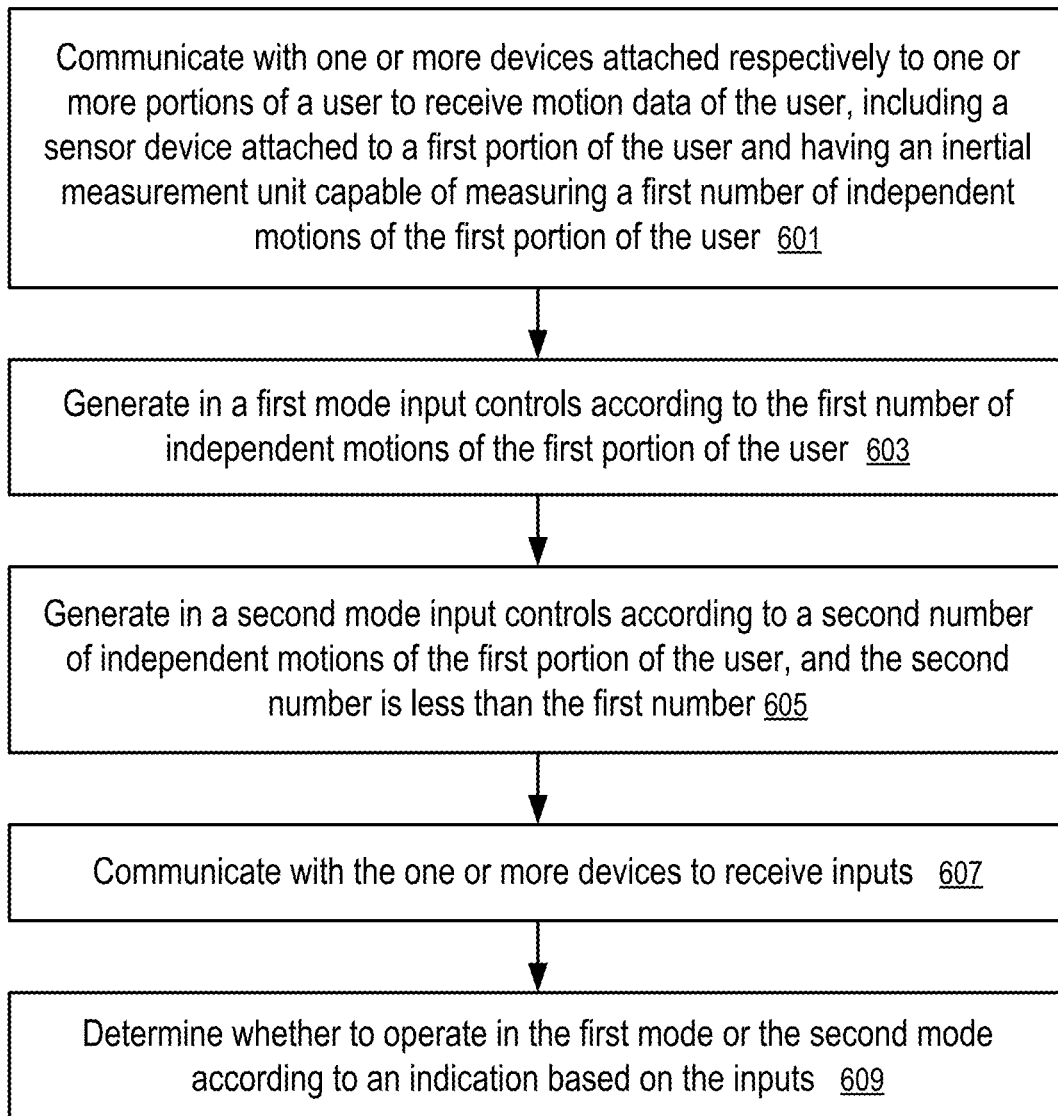 Communicate with one or more devices attached respectively to one or
more portions of a user to receive motion data of the user, including a
sensor device attached to a first portion of the user and having an inertial
measurement unit capable of measuring a first number of independent
motions of the first portion of the user 601
Generate in a first mode input controls according to the first number of
independent motions of the first portion of the user 603
Generate in a second mode input controls according to a second number
of independent motions of the first portion of the user, and the second
number is less than the first number 605
Communicate with the one or more devices to receive inputs 607
Determine whether to operate in the first mode or the second mode
according to an indication based on the inputs 609